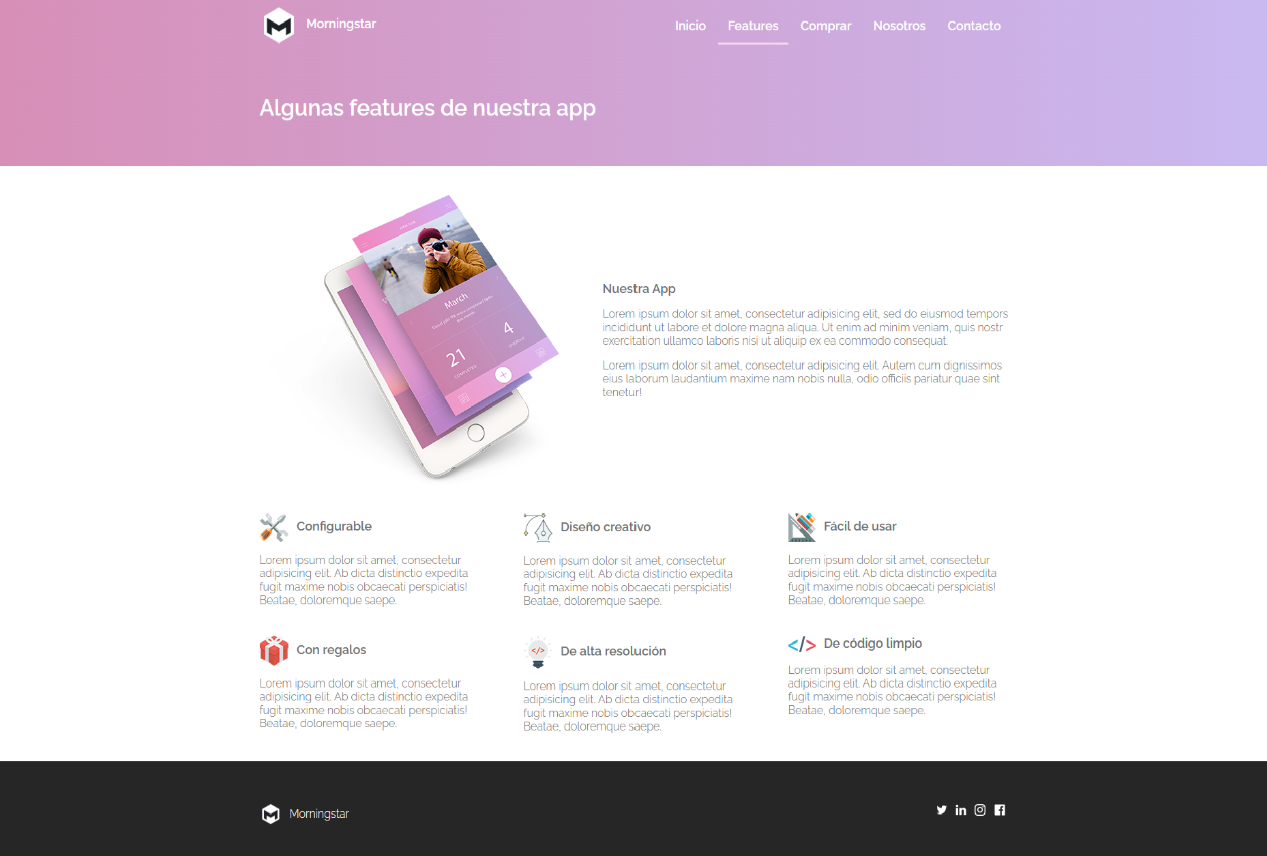 Morningstar
Inicio Features Comprar Nosotros Contacto
Algunas features de nuestra app
March
21
4
Nuestra App
Lorem ipsum dolor sit amet, consectetur adipisicing elit, sed do eiusmod tempors
incididunt ut labore et dolore magna aliqua. Ut enim ad minim veniam, quis nostr
exercitation ullamco laboris nisi ut aliquip ex ea commodo consequat.
Lorem ipsum dolor sit amet, consectetur adipisicing elit. Autem cum dignissimos
eius laborum laudantium maxime nam nobis nulla, odio officiis pariatur quae sint
tenetur!
Configurable
Lorem ipsum dolor sit amet, consectetur
adipisicing elit. Ab dicta distinctio expedita
fugit maxime nobis obcaecati perspiciatis!
Beatae, doloremque saepe.
Diseño creativo
Lorem ipsum dolor sit amet, consectetur
adipisicing elit. Ab dicta distinctio expedita
fugit maxime nobis obcaecati perspiciatis!
Beatae, doloremque saepe.
Fácil de usar
Lorem ipsum dolor sit amet, consectetur
adipisicing elit. Ab dicta distinctio expedita
fugit maxime nobis obcaecati perspiciatis!
Beatae, doloremque saepe.
Con regalos
Lorem ipsum dolor sit amet, consectetur
adipisicing elit. Ab dicta distinctio expedita
fugit maxime nobis obcaecati perspiciatis!
Beatae, doloremque saepe.
De alta resolución
Lorem ipsum dolor sit amet, consectetur
adipisicing elit. Ab dicta distinctio expedita
fugit maxime nobis obcaecati perspiciatis!
Beatae, doloremque saepe.
De código limpio
Lorem ipsum dolor sit amet, consectetur
adipisicing elit. Ab dicta distinctio expedita
fugit maxime nobis obcaecati perspiciatis!
Beatae, doloremque saepe.
Morningstar